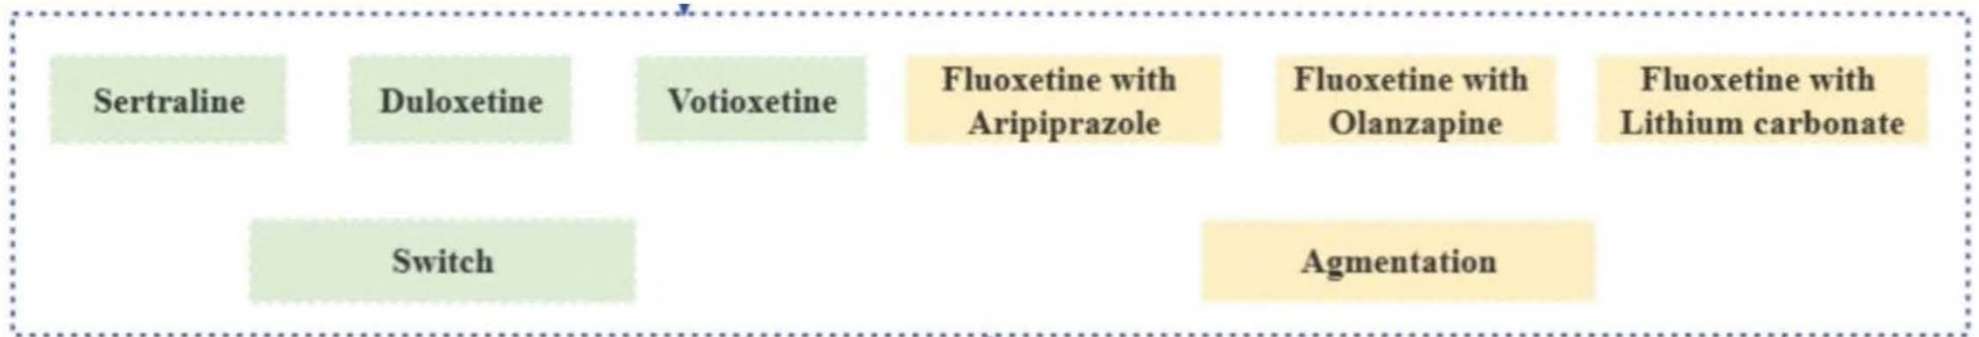 Sertraline
Duloxetine
Votioxetine
Fluoxetine with
Aripiprazole
Fluoxetine with
Olanzapine
Fluoxetine with
Lithium carbonate
Switch
Agmentation